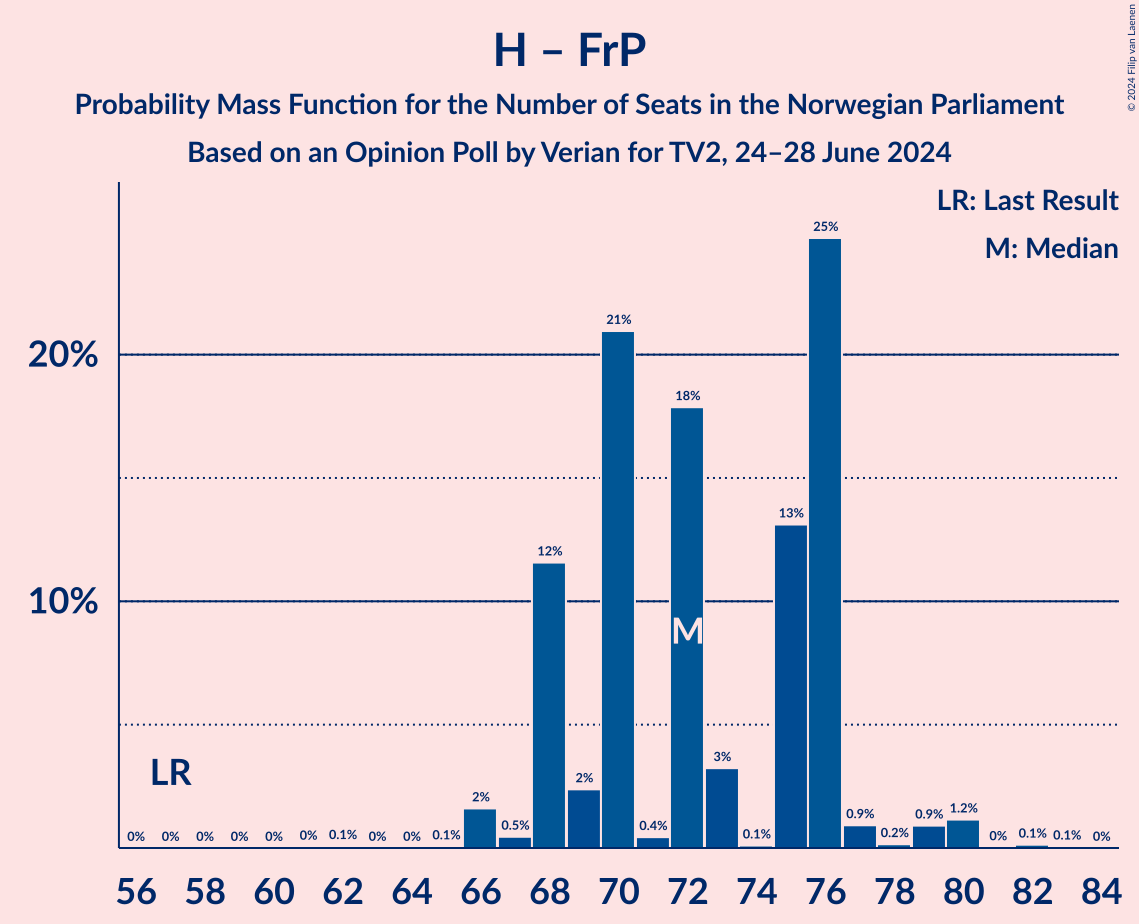 H – FrP
Probability Mass Function for the Number of Seats in the Norwegian Parliament
Based on an Opinion Poll by Verian for TV2, 24–28 June 2024
© 2024 Filip van Laenen
LR: Last Result
M: Median
20%
10%
0% 0% 0% 0% 0% 0% 0.1% 0% 0% 0.1% 2% 0.5% 12% 2% 21% 0.4% 18% 3% 0.1% 13% 25% 0.9% 0.2% 0.9% 1.2% 0% 0.1% 0.1% 0%
M
LR
56 58 60 62 64 66 68 70 72 74 76 78 80 82 84